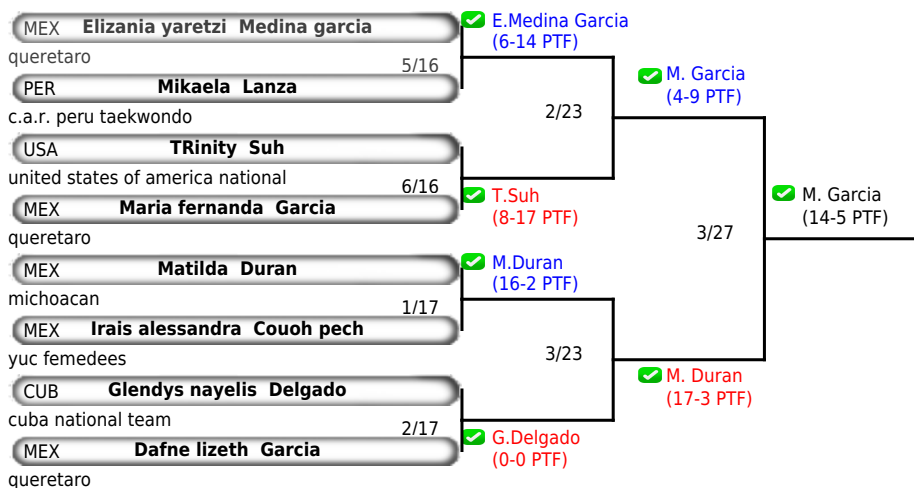 MEX Elizania yaretzi Medina garcia
queretaro
5/16
PER Mikaela Lanza
c.a.r. peru taekwondo
USA TRinity Suh
united states of america national
6/16
MEX Maria fernanda Garcia
queretaro
MEX Matilda Duran
michoacan
1/17
MEX Irais alessandra Couoh pech
yuc femedees
CUB Glendys nayelis Delgado
cuba national team
2/17
MEX Dafne lizeth Garcia
queretaro
E.Medina Garcia
(6-14 PTF)
2/23
T.Suh
(8-17 PTF)
M.Duran
(16-2 PTF)
3/23
G.Delgado
(0-0 PTF)
M. Garcia
(4-9 PTF)
3/27
M. Duran
(17-3 PTF)
M. Garcia
(14-5 PTF)